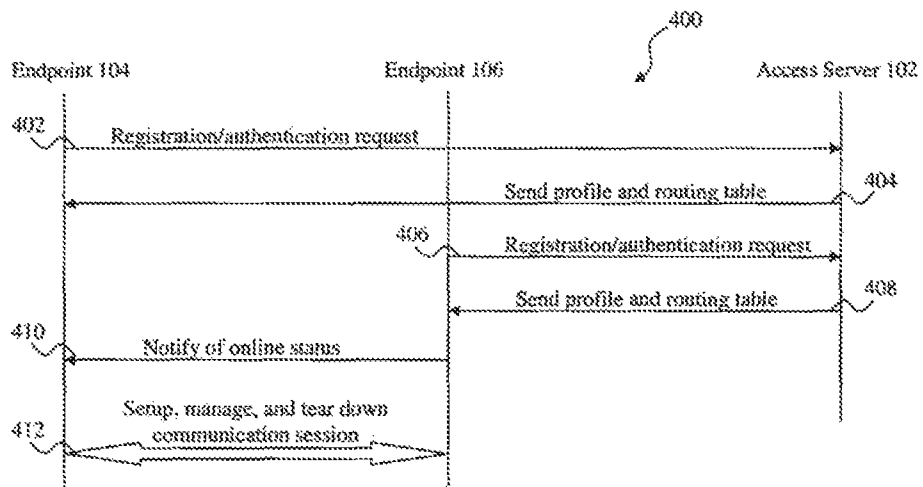 400
Endpoint 104
Endpoint 106
Access Server 102
402
Registration/authentication request
Send profile and routing table
404
406
Registration/authentication request
Send profile and routing table
408
410
Notify of online status
Setup, manage, and tear down
communication session
412